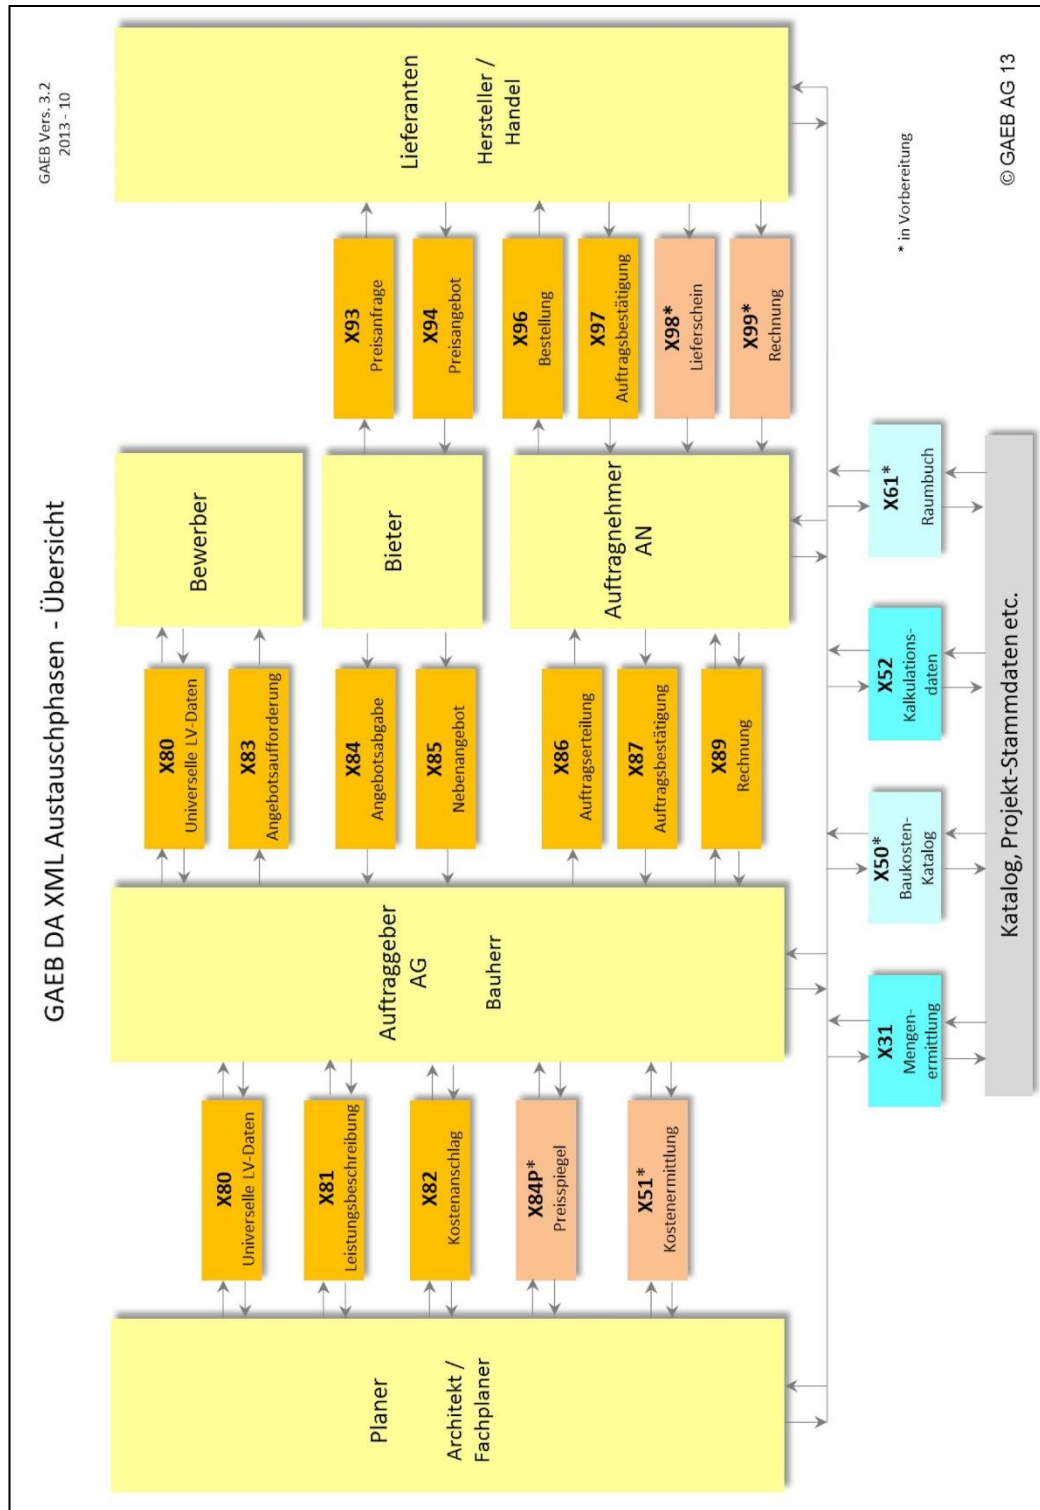 GAEB DA XML Austauschphasen - Übersicht
GAEB Vers. 3.2
2013 - 10
Planer
Architekt /
Fachplaner
X80
Universelle LV-Daten
X81
Leistungsbeschreibung
X82
Kostenanschlag
X84P*
Preisspiegel
X51*
Kostenermittlung
Auftraggeber
AG
Bauherr
X80
Universelle LV-Daten
X83
Angebotsaufforderung
X84
Angebotsabgabe
X85
Nebenangebot
X86
Auftragserteilung
X87
Auftragsbestätigung
X89
Rechnung
Bewerber
Bieter
Auftragnehmer
AN
X93
Preisanfrage
X94
Preisangebot
X96
Bestellung
X97
Auftragsbestätigung
X98*
Lieferschein
X99*
Rechnung
Lieferanten
Hersteller /
Handel
X31
Mengen-
ermittlung
X50*
Baukosten-
Katalog
X52
Kalkulations-
daten
X61*
Raumbuch
* in Vorbereitung
Katalog, Projekt-Stammdaten etc.
© GAEB AG 13